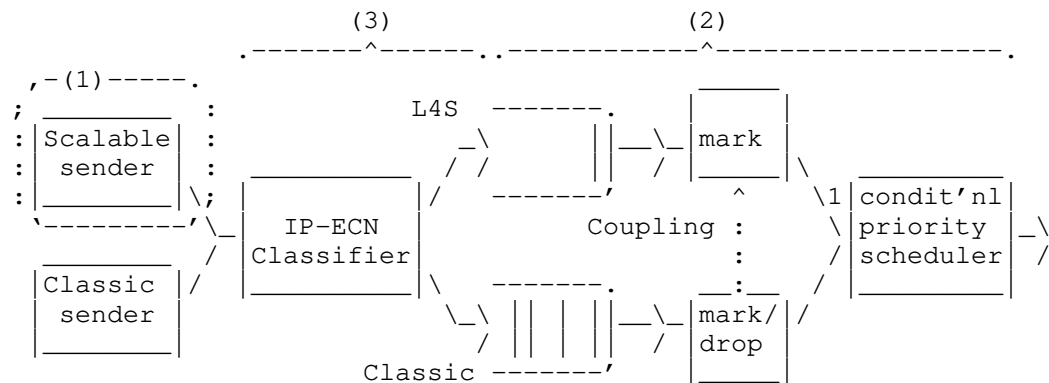 (3) (2)
(1)
L4S
Scalable mark
sender
1 condit'nl
IP-ECN Coupling priority
Classifier scheduler
Classic mark/
sender drop
Classic